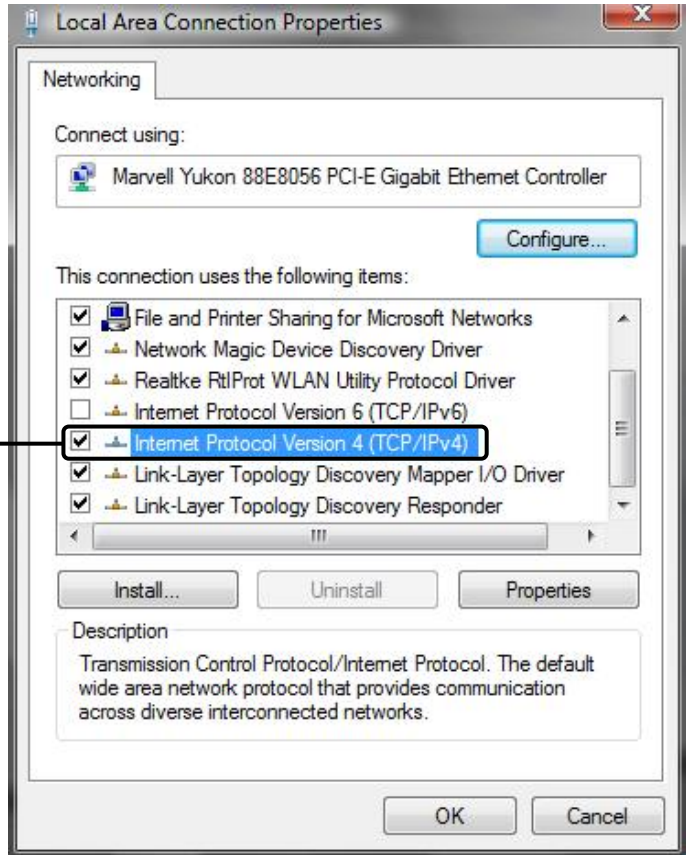 Local Area Connection Properties
Networking
Connect using:
Marvell Yukon 88E8056 PCI-E Gigabit Ethernet Controller
Configure...
This connection uses the following items:
File and Printer Sharing for Microsoft Networks
Network Magic Device Discovery Driver
Realtke RtlProt WLAN Utility Protocol Driver
Internet Protocol Version 6 (TCP/IPv6)
Internet Protocol Version 4 (TCP/IPv4)
Link-Layer Topology Discovery Mapper I/O Driver
Link-Layer Topology Discovery Responder
Install... Uninstall Properties
Description
Transmission Control Protocol/Internet Protocol. The default
wide area network protocol that provides communication
across diverse interconnected networks.
OK Cancel